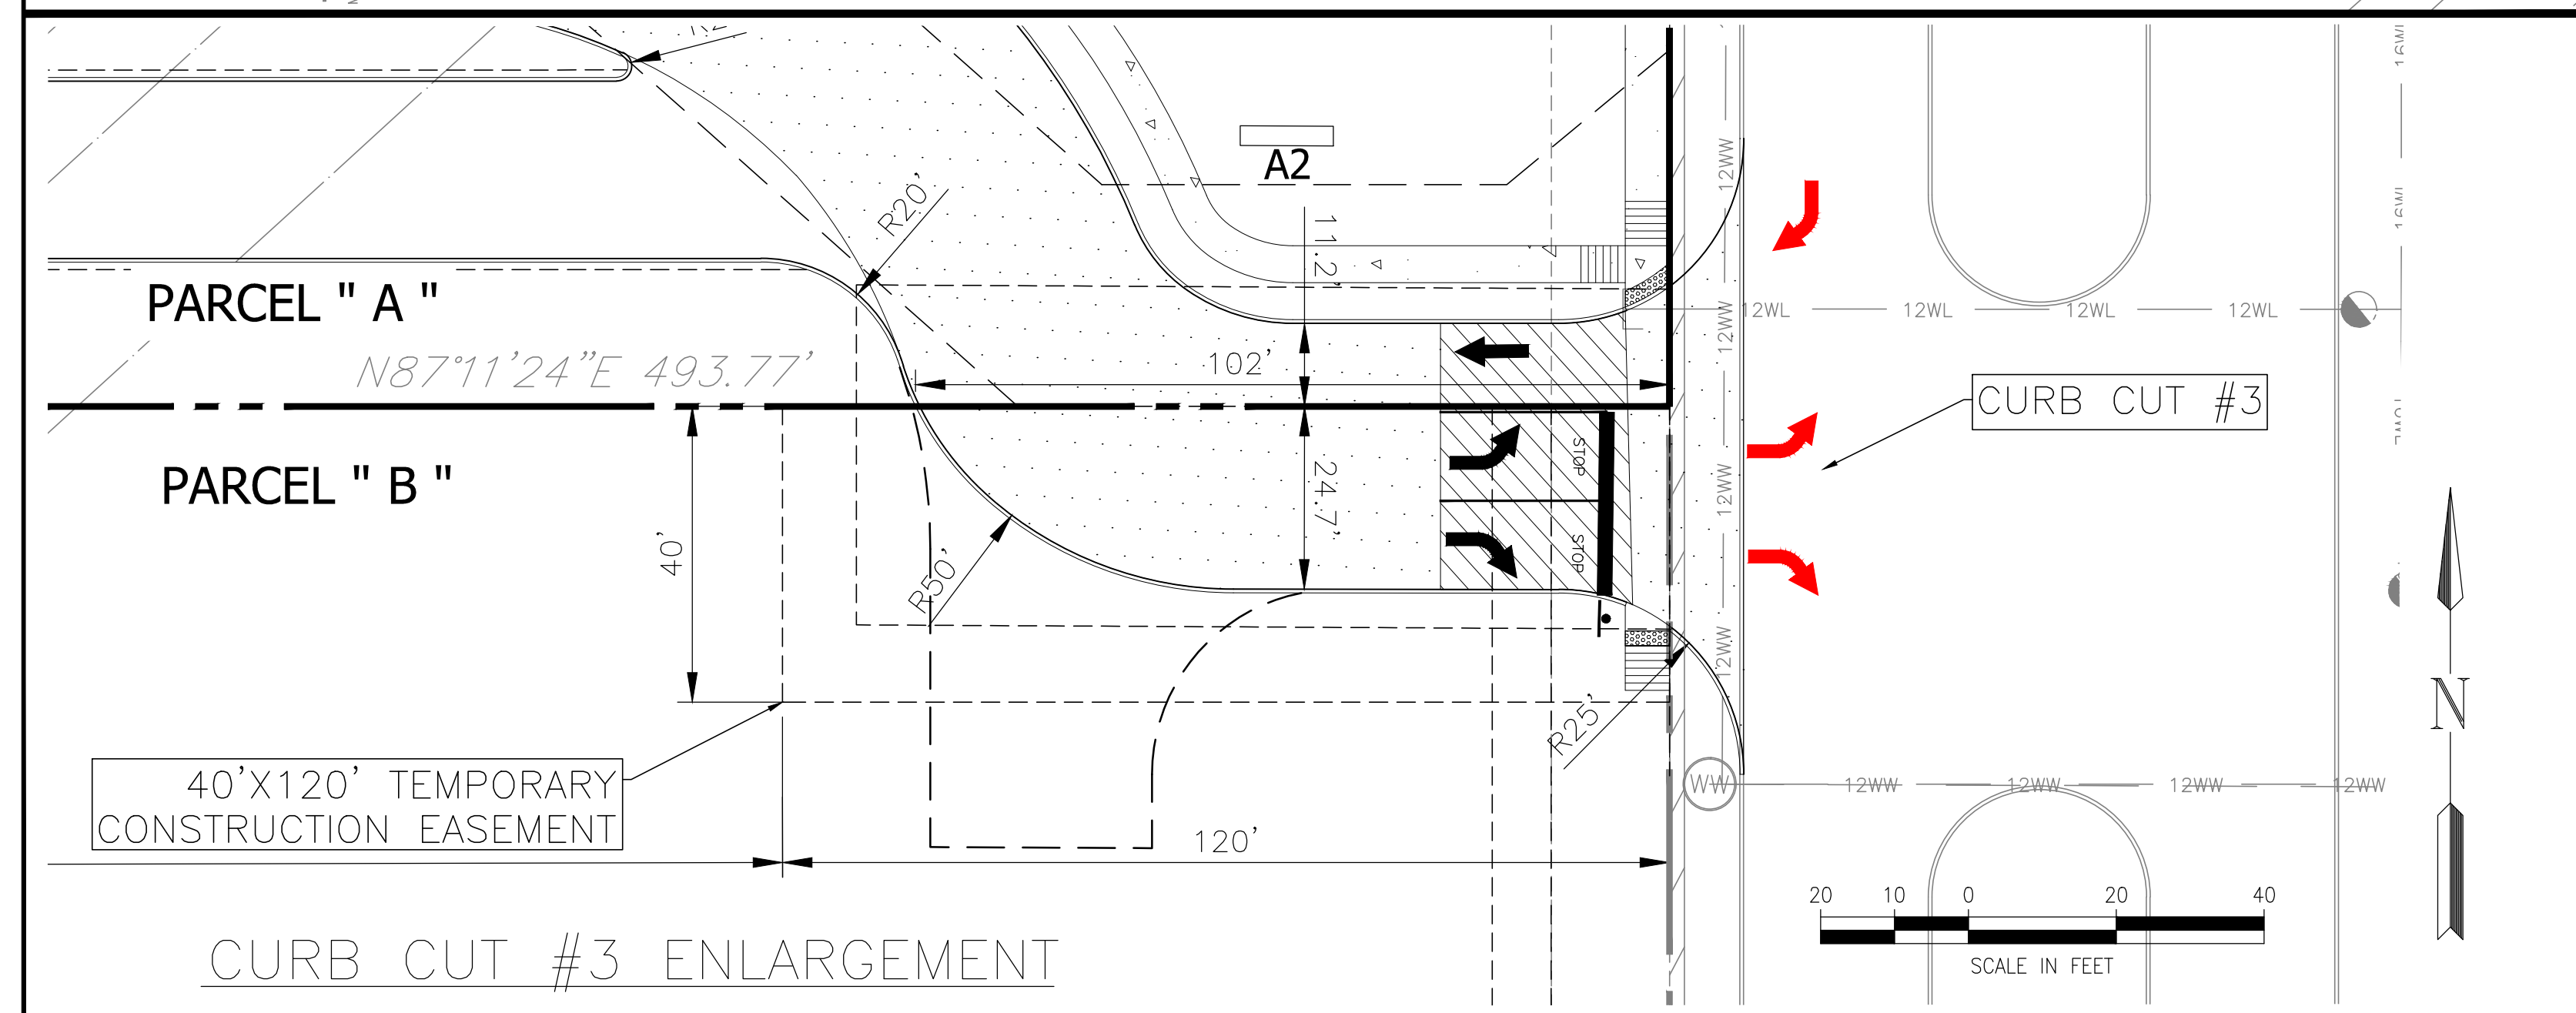 16WL
12WW
A2
R20'
11.2'
16WL
PARCEL " A "
12WL
12WL
12WL
12WL
12WW
N87°11'24"E 493.77'
102'
CURB CUT #3
PARCEL " B "
STOP
24.7'
12WW
40'
STOP
R50'
12WW
R25'
N
40'X120' TEMPORARY
CONSTRUCTION EASEMENT
WW
12WW
12WW
12WW
12WW
120'
20 10 0 20 40
CURB CUT #3 ENLARGEMENT
SCALE IN FEET